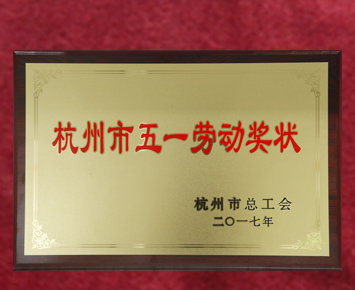 杭州市五一劳动奖状
杭州市总工会
二〇一七年